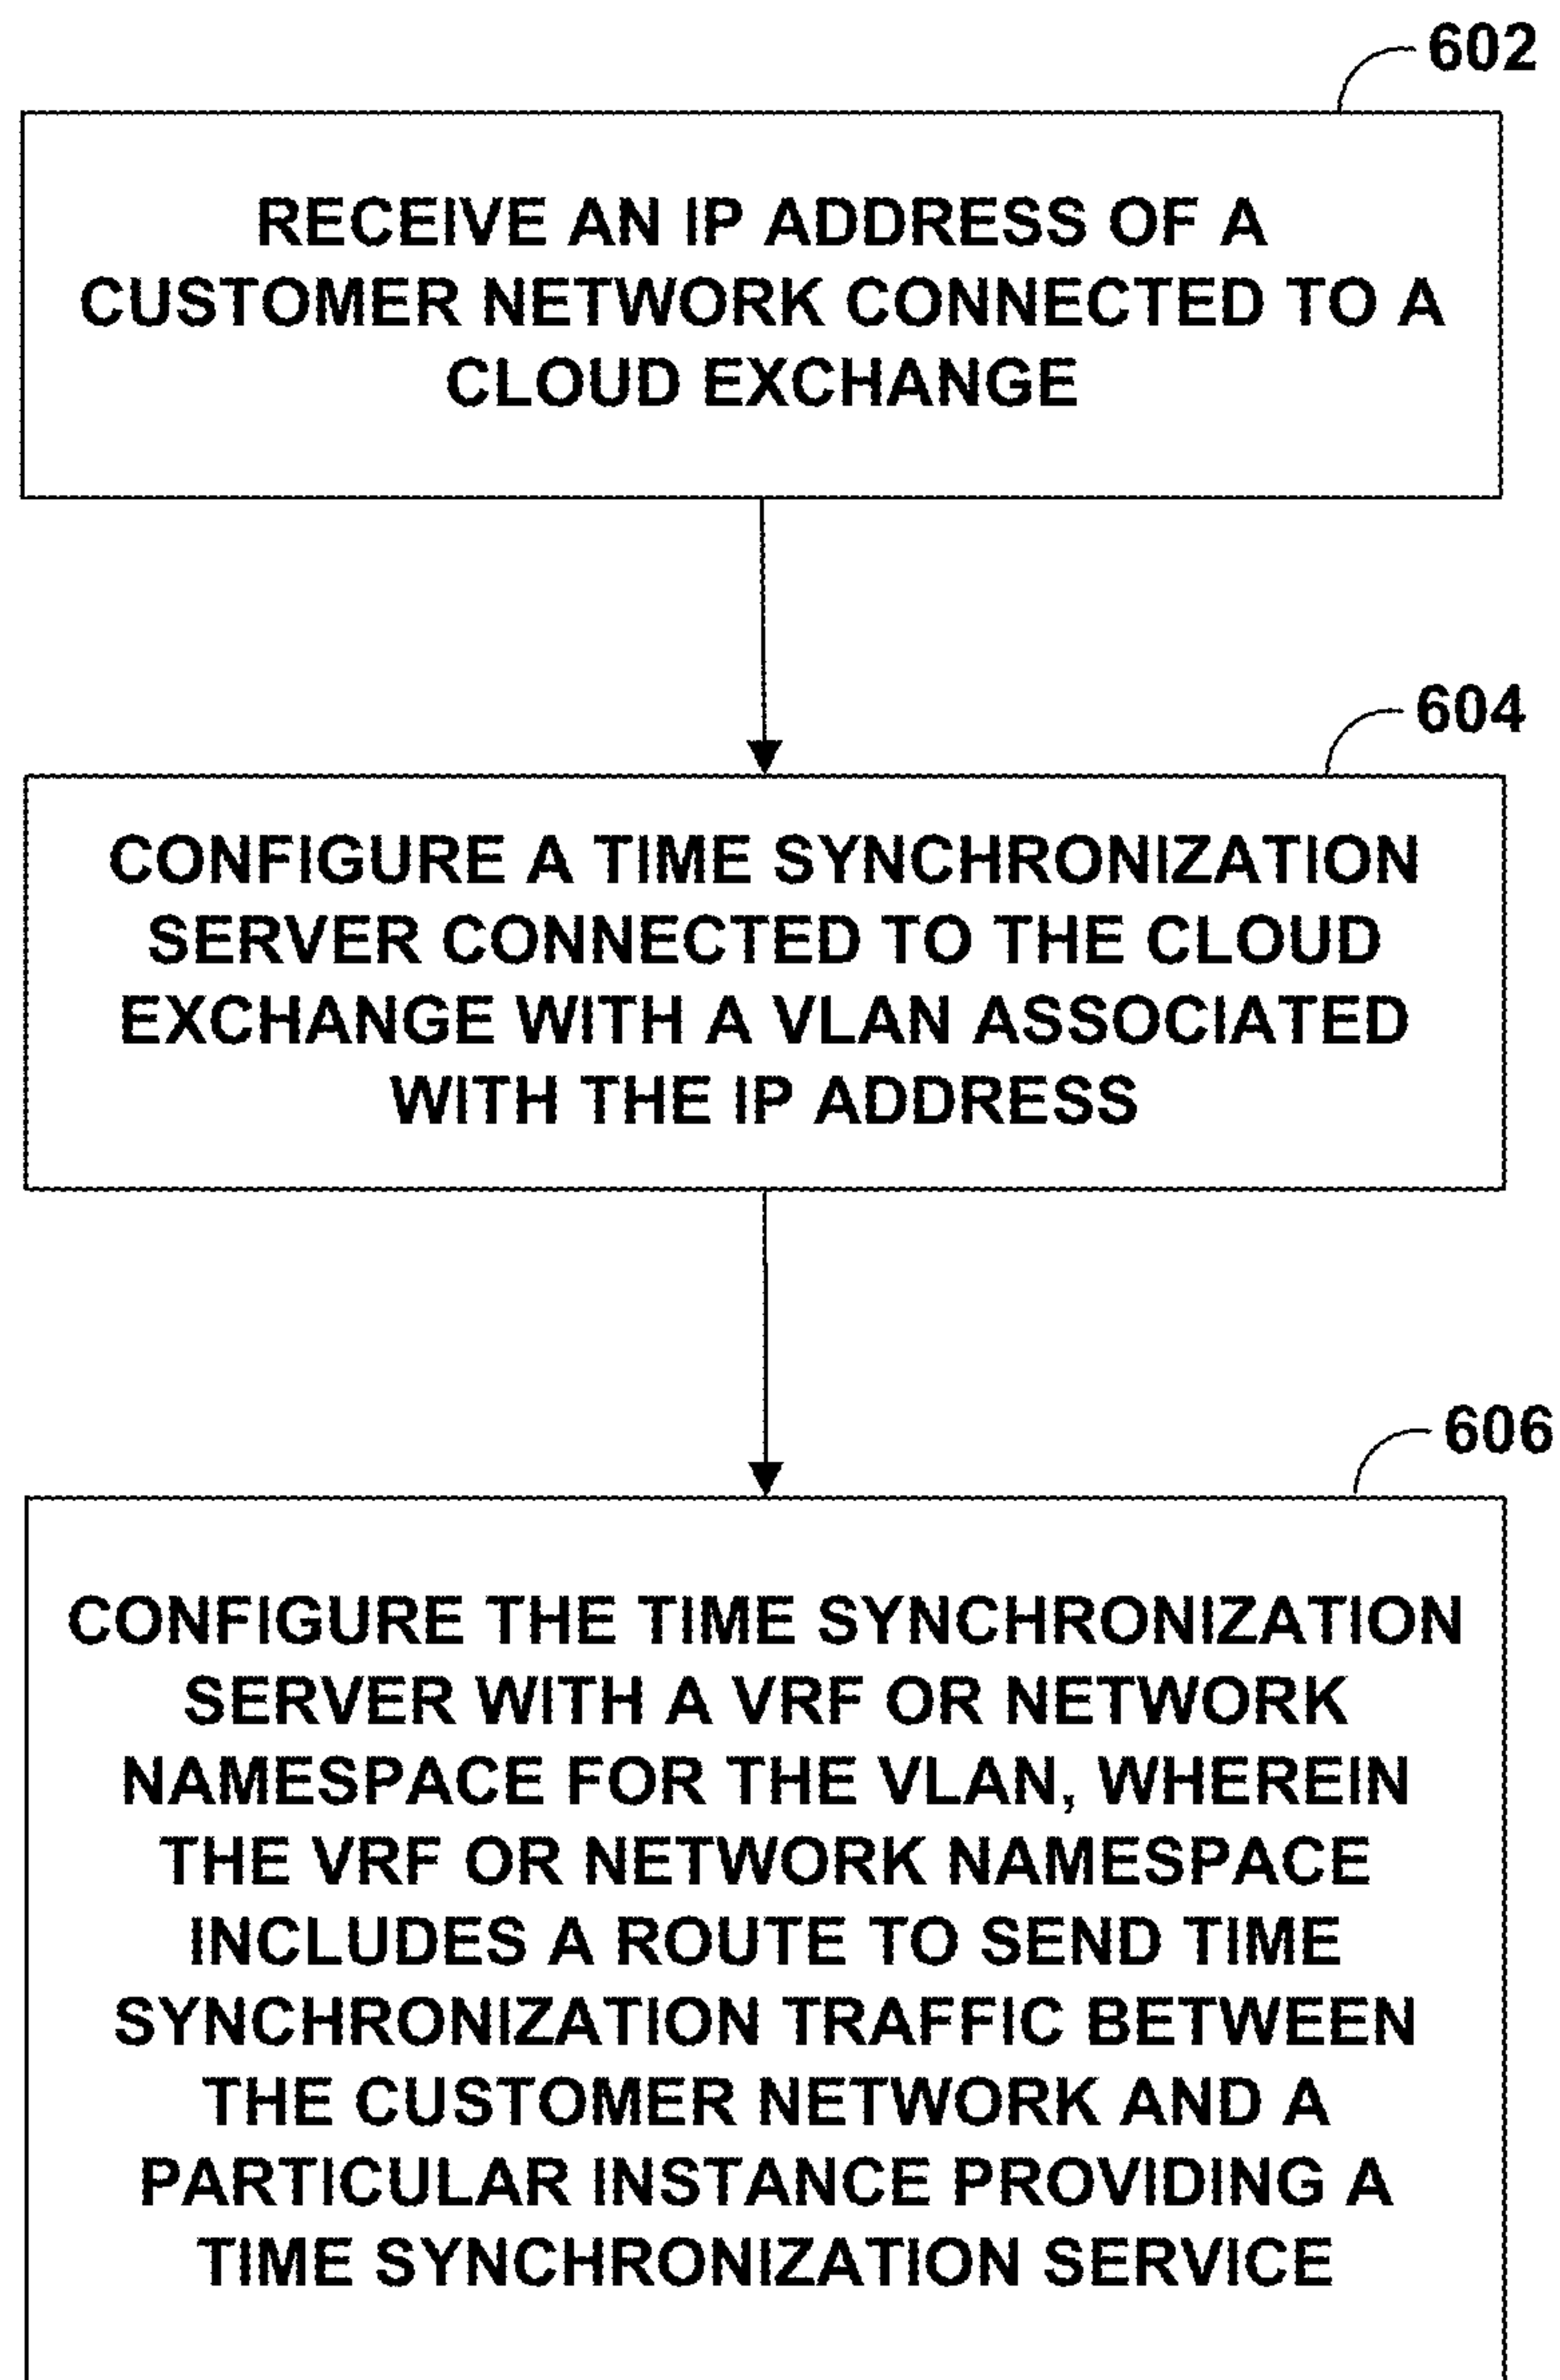 602
RECEIVE AN IP ADDRESS OF A
CUSTOMER NETWORK CONNECTED TO A
CLOUD EXCHANGE
604
CONFIGURE A TIME SYNCHRONIZATION
SERVER CONNECTED TO THE CLOUD
EXCHANGE WITH A VLAN ASSOCIATED
WITH THE IP ADDRESS
606
CONFIGURE THE TIME SYNCHRONIZATION
SERVER WITH A VRF OR NETWORK
NAMESPACE FOR THE VLAN, WHEREIN
THE VRF OR NETWORK NAMESPACE
INCLUDES A ROUTE TO SEND TIME
SYNCHRONIZATION TRAFFIC BETWEEN
THE CUSTOMER NETWORK AND A
PARTICULAR INSTANCE PROVIDING A
TIME SYNCHRONIZATION SERVICE